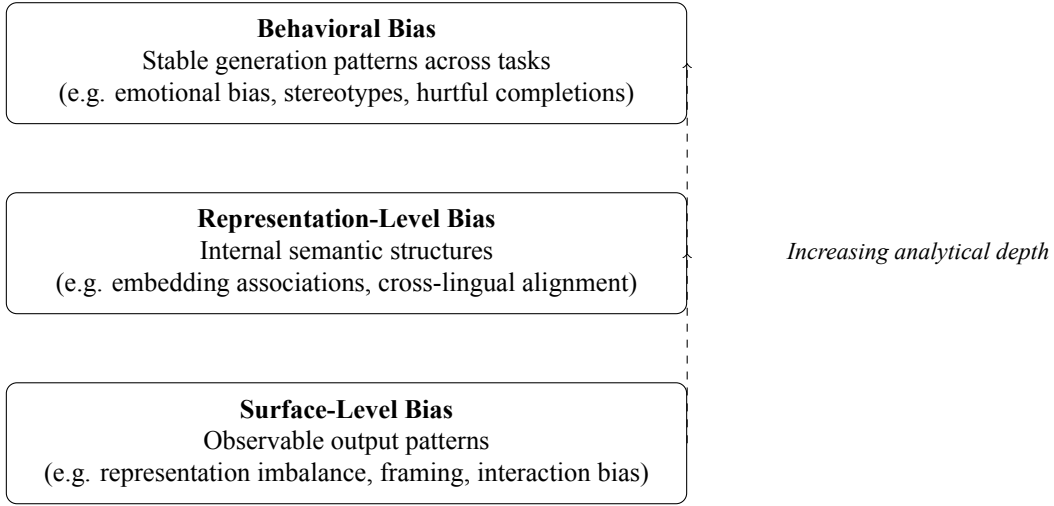 Behavioral Bias
Stable generation patterns across tasks
(e.g. emotional bias, stereotypes, hurtful completions)
Representation-Level Bias
Internal semantic structures
(e.g. embedding associations, cross-lingual alignment)
Increasing analytical depth
Surface-Level Bias
Observable output patterns
(e.g. representation imbalance, framing, interaction bias)